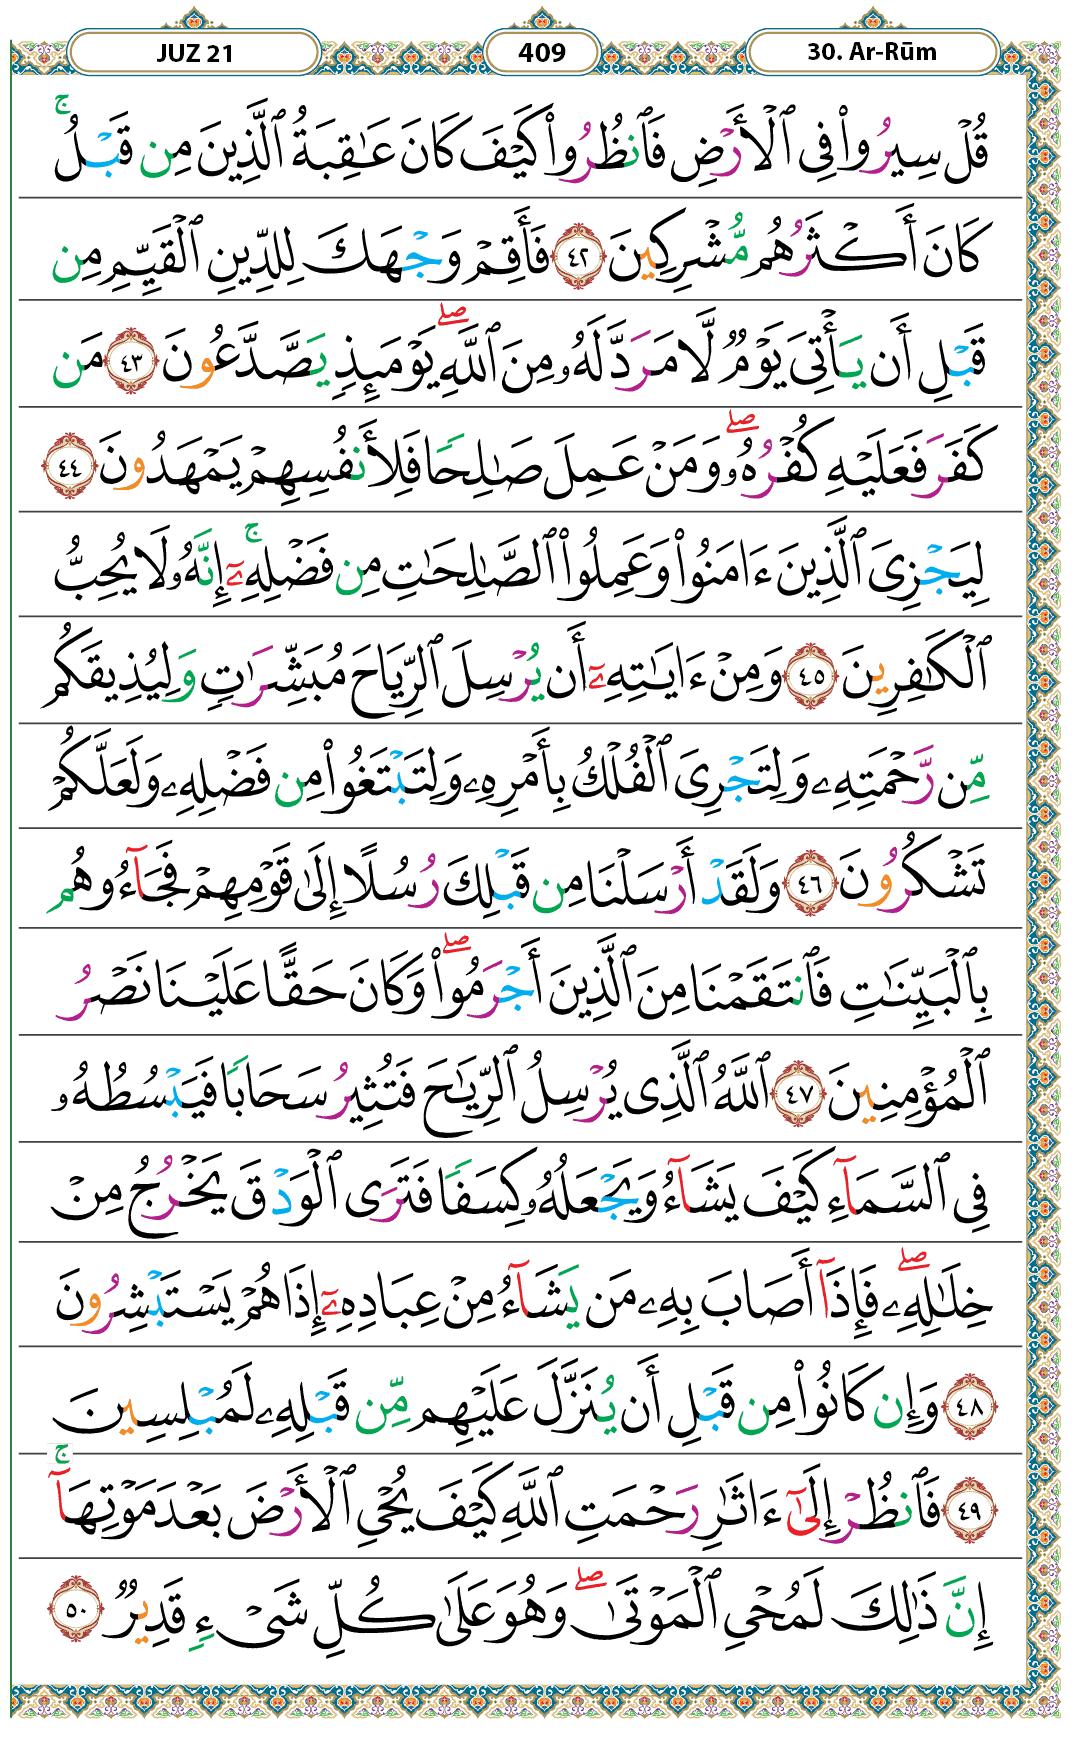 JUZ 21
409
30. Ar-Rūm
قُلْ سِيرُوا۟ فِى ٱلْأَرْضِ فَٱنظُرُوا۟ كَيْفَ كَانَ عَـٰقِبَةُ ٱلَّذِينَ مِن قَبْلُ ۚ
كَانَ أَكْثَرُهُم مُّشْرِكِينَ ٤٢ فَأَقِمْ وَجْهَكَ لِلدِّينِ ٱلْقَيِّمِ مِن
قَبْلِ أَن يَأْتِىَ يَوْمٌ لَّا مَرَدَّ لَهُۥ مِنَ ٱللَّهِ ۖ يَوْمَئِذٍ يَصَّدَّعُونَ ٤٣ مَن
كَفَرَ فَعَلَيْهِ كُفْرُهُۥ ۖ وَمَنْ عَمِلَ صَـٰلِحًا فَلِأَنفُسِهِمْ يَمْهَدُونَ ٤٤
لِيَجْزِىَ ٱلَّذِينَ ءَامَنُوا۟ وَعَمِلُوا۟ ٱلصَّـٰلِحَـٰتِ مِن فَضْلِهِۦٓ ۚ إِنَّهُۥ لَا يُحِبُّ
ٱلْكَـٰفِرِينَ ٤٥ وَمِنْ ءَايَـٰتِهِۦٓ أَن يُرْسِلَ ٱلرِّيَاحَ مُبَشِّرَٰتٍ وَلِيُذِيقَكُم
مِّن رَّحْمَتِهِۦ وَلِتَجْرِىَ ٱلْفُلْكُ بِأَمْرِهِۦ وَلِتَبْتَغُوا۟ مِن فَضْلِهِۦ وَلَعَلَّكُمْ
تَشْكُرُونَ ٤٦ وَلَقَدْ أَرْسَلْنَا مِن قَبْلِكَ رُسُلًا إِلَىٰ قَوْمِهِمْ فَجَآءُوهُم
بِٱلْبَيِّنَـٰتِ فَٱنتَقَمْنَا مِنَ ٱلَّذِينَ أَجْرَمُوا۟ ۖ وَكَانَ حَقًّا عَلَيْنَا نَصْرُ
ٱلْمُؤْمِنِينَ ٤٧ ٱللَّهُ ٱلَّذِى يُرْسِلُ ٱلرِّيَـٰحَ فَتُثِيرُ سَحَابًا فَيَبْسُطُهُۥ
فِى ٱلسَّمَآءِ كَيْفَ يَشَآءُ وَيَجْعَلُهُۥ كِسَفًا فَتَرَى ٱلْوَدْقَ يَخْرُجُ مِنْ
خِلَـٰلِهِۦ ۖ فَإِذَآ أَصَابَ بِهِۦ مَن يَشَآءُ مِنْ عِبَادِهِۦٓ إِذَا هُمْ يَسْتَبْشِرُونَ
٤٨ وَإِن كَانُوا۟ مِن قَبْلِ أَن يُنَزَّلَ عَلَيْهِم مِّن قَبْلِهِۦ لَمُبْلِسِينَ
٤٩ فَٱنظُرْ إِلَىٰٓ ءَاثَـٰرِ رَحْمَتِ ٱللَّهِ كَيْفَ يُحْىِ ٱلْأَرْضَ بَعْدَ مَوْتِهَآ ۚ
إِنَّ ذَٰلِكَ لَمُحْىِ ٱلْمَوْتَىٰ ۖ وَهُوَ عَلَىٰ كُلِّ شَىْءٍ قَدِيرٌ ٥٠